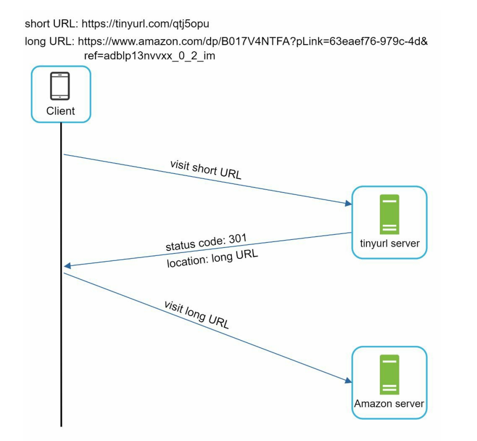 short URL: https://tinyurl.com/qtj5opu
long URL: https://www.amazon.com/dp/B017V4NTFA?pLink=63eaef76-979c-4d&
ref=adblp13nvvxx_0_2_im
Client
visit short URL
tinyurl server
status code: 301
location: long URL
visit long URL
Amazon server